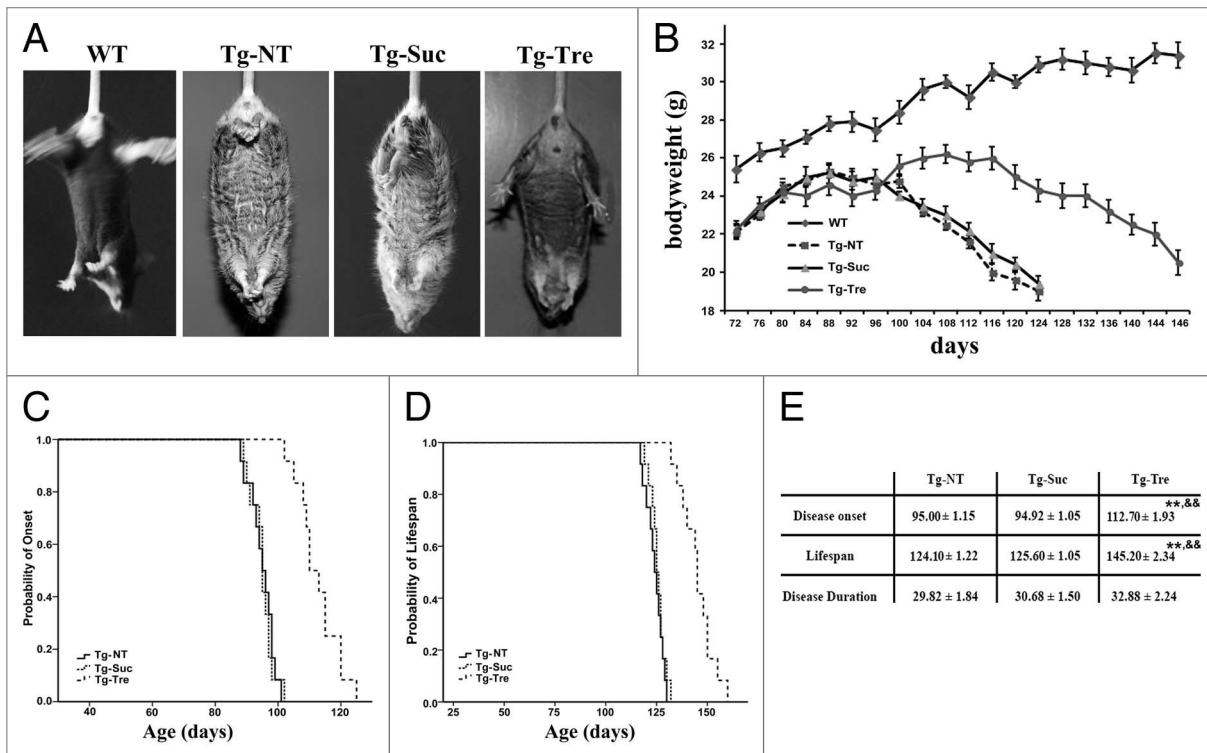 A
WT Tg-NT Tg-Suc Tg-Tre
B
bodyweight (g)
32
30
28
26
24
22
20
18
WT
Tg-NT
Tg-Suc
Tg-Tre
72 76 80 84 88 92 96 100 104 108 112 116 120 124 128 132 136 140 144 146
days
C
Probability of Onset
1.0
0.8
0.6
0.4
0.2
0.0
Tg-NT
Tg-Suc
Tg-Tre
40 60 80 100 120
Age (days)
D
Probability of Lifespan
1.0
0.8
0.6
0.4
0.2
0.0
Tg-NT
Tg-Suc
Tg-Tre
25 50 75 100 125 150
Age (days)
E
Tg-NT Tg-Suc Tg-Tre
Disease onset 95.00 ± 1.15 94.92 ± 1.05 112.70 ± 1.93 **,&&
Lifespan 124.10 ± 1.22 125.60 ± 1.05 145.20 ± 2.34 **,&&
Disease Duration 29.82 ± 1.84 30.68 ± 1.50 32.88 ± 2.24